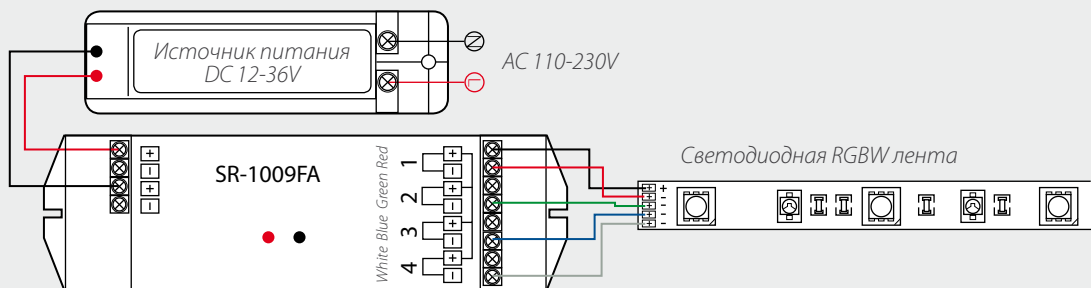 Источник питания
DC 12-36V
N
L
AC 110-230V
SR-1009FA
+
−
+
−
White Blue Green Red
1
2
3
4
+
−
+
−
+
−
+
−
Светодиодная RGBW лента
+
−
−
−
−